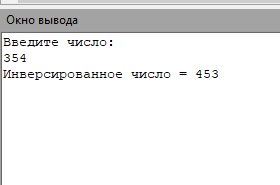 Окно вывода
Введите число:
354
Инверсированное число = 453